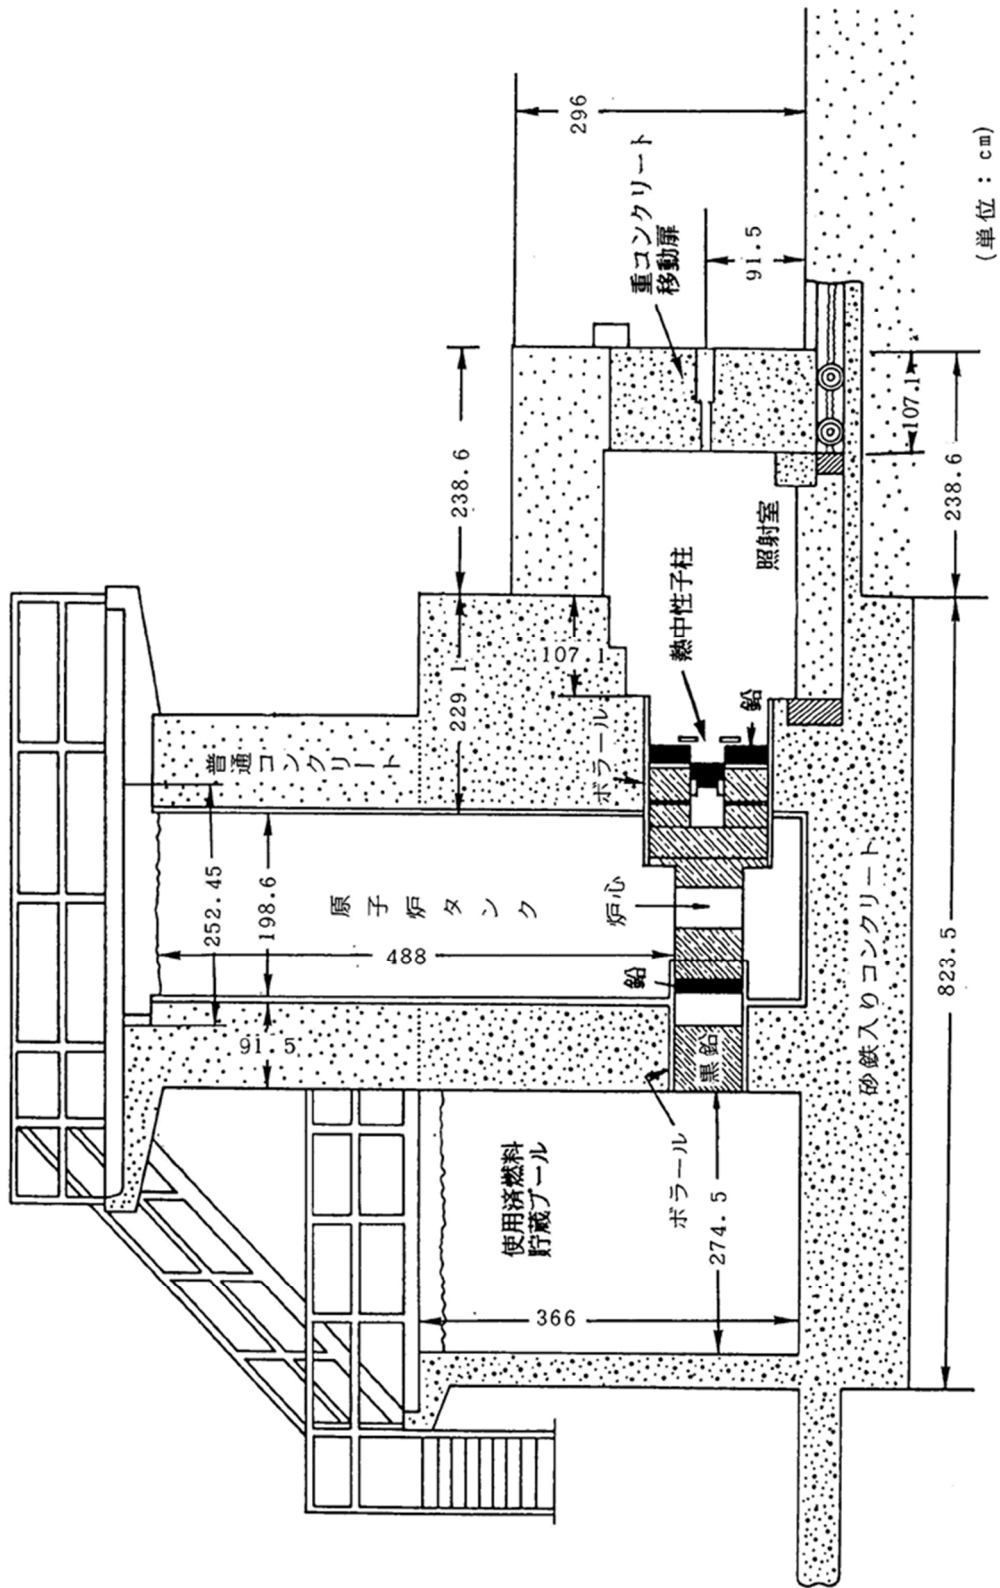 296
重コンクリート
移動扉
91.5
238.6
107.1
238.6
照射室
熱中性子柱
鉛
229.1
107.1
ボラール
普通コンクリート
252.45
198.6
原子炉タンク
488
炉心
鉛
91.5
黒鉛
ボラール
使用済燃料
貯蔵プール
274.5
366
砂鉄入りコンクリート
823.5
(単位:cm)